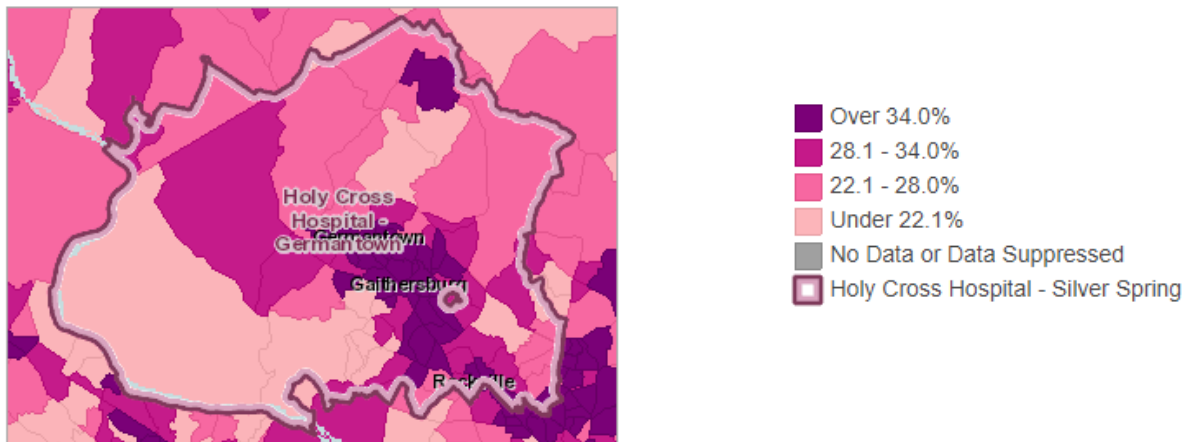 Holy Cross
Hospital -
Germantown
Germantown
Gaithersburg
Rockville
Over 34.0%
28.1 - 34.0%
22.1 - 28.0%
Under 22.1%
No Data or Data Suppressed
Holy Cross Hospital - Silver Spring